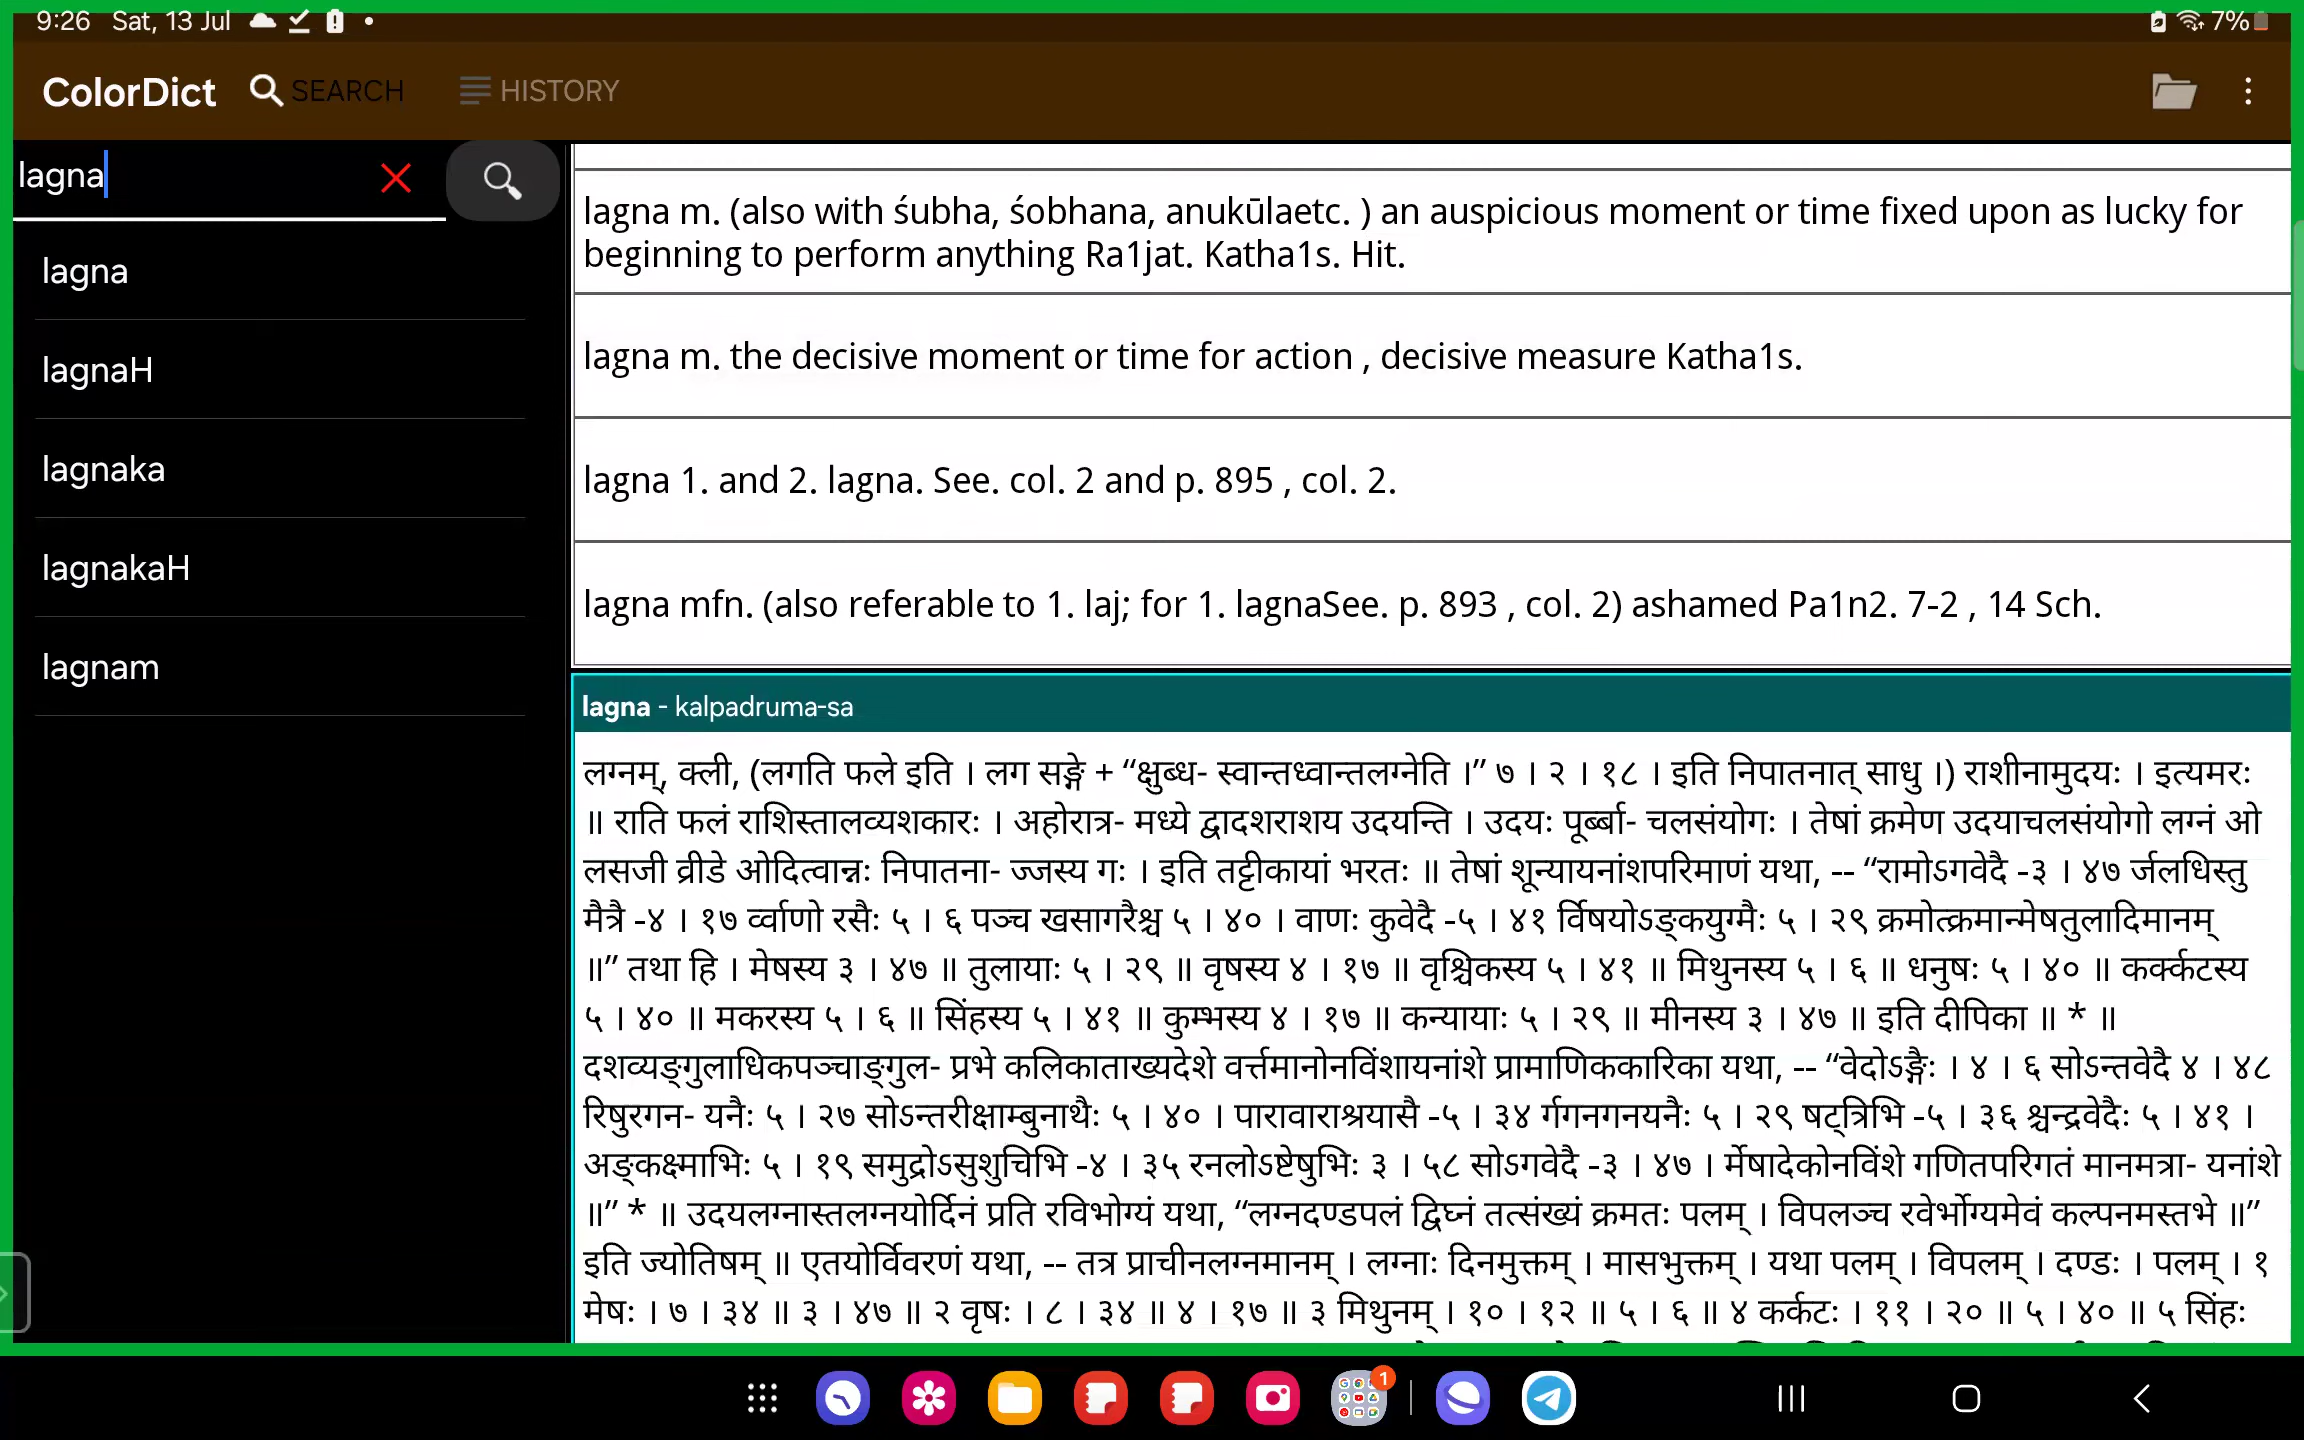 9:26 Sat, 13 Jul 7%
ColorDict SEARCH HISTORY
lagna
lagna
lagnaH
lagnaka
lagnakaH
lagnam
lagna m. (also with śubha, śobhana, anukūlaetc. ) an auspicious moment or time fixed upon as lucky for
beginning to perform anything Ra1jat. Katha1s. Hit.
lagna m. the decisive moment or time for action , decisive measure Katha1s.
lagna 1. and 2. lagna. See. col. 2 and p. 895 , col. 2.
lagna mfn. (also referable to 1. laj; for 1. lagnaSee. p. 893 , col. 2) ashamed Pa1n2. 7-2 , 14 Sch.
lagna - kalpadruma-sa
लग्नम्, क्ली, (लगति फले इति । लग सङ्गे + “क्षुब्ध- स्वान्तध्वान्तलग्नेति ।” ७ । २ । १८ । इति निपातनात् साधु ।) राशीनामुदयः । इत्यमरः
॥ राति फलं राशिस्तालव्यशकारः । अहोरात्र- मध्ये द्वादशराशय उदयन्ति । उदयः पूर्ब्बा- चलसंयोगः । तेषां क्रमेण उदयाचलसंयोगो लग्नं ओ
लसजी व्रीडे ओदित्वान्नः निपातना- ज्जस्य गः । इति तट्टीकायां भरतः ॥ तेषां शून्यायनांशपरिमाणं यथा, -- “रामोऽगवेदै -३ । ४७ र्जलधिस्तु
मैत्रै -४ । १७ र्व्वाणो रसैः ५ । ६ पञ्च खसागरैश्च ५ । ४० । वाणः कुवेदै -५ । ४१ र्विषयोऽङ्कयुग्मैः ५ । २९ क्रमोत्क्रमान्मेषतुलादिमानम्
॥” तथा हि । मेषस्य ३ । ४७ ॥ तुलायाः ५ । २९ ॥ वृषस्य ४ । १७ ॥ वृश्चिकस्य ५ । ४१ ॥ मिथुनस्य ५ । ६ ॥ धनुषः ५ । ४० ॥ कर्क्कटस्य
५ । ४० ॥ मकरस्य ५ । ६ ॥ सिंहस्य ५ । ४१ ॥ कुम्भस्य ४ । १७ ॥ कन्यायाः ५ । २९ ॥ मीनस्य ३ । ४७ ॥ इति दीपिका ॥ * ॥
दशव्यङ्गुलाधिकपञ्चाङ्गुल- प्रभे कलिकाताख्यदेशे वर्त्तमानोनविंशायनांशे प्रामाणिककारिका यथा, -- “वेदोऽङ्गैः । ४ । ६ सोऽन्तवेदै ४ । ४८
रिषुरगन- यनैः ५ । २७ सोऽन्तरीक्षाम्बुनाथैः ५ । ४० । पारावाराश्रयासै -५ । ३४ र्गगनगनयनैः ५ । २९ षट्त्रिभि -५ । ३६ श्चन्द्रवेदैः ५ । ४१ ।
अङ्कक्ष्माभिः ५ । १९ समुद्रोऽसुशुचिभि -४ । ३५ रनलोऽष्टेषुभिः ३ । ५८ सोऽगवेदै -३ । ४७ । र्मेषादेकोनविंशे गणितपरिगतं मानमत्रा- यनांशे
॥” * ॥ उदयलग्नास्तलग्नयोर्दिनं प्रति रविभोग्यं यथा, “लग्नदण्डपलं द्विघ्नं तत्संख्यं क्रमतः पलम् । विपलञ्च रवेर्भोग्यमेवं कल्पनमस्तभे ॥”
इति ज्योतिषम् ॥ एतयोर्विवरणं यथा, -- तत्र प्राचीनलग्नमानम् । लग्नाः दिनमुक्तम् । मासभुक्तम् । यथा पलम् । विपलम् । दण्डः । पलम् । १
मेषः । ७ । ३४ ॥ ३ । ४७ ॥ २ वृषः । ८ । ३४ ॥ ४ । १७ ॥ ३ मिथुनम् । १० । १२ ॥ ५ । ६ ॥ ४ कर्कटः । ११ । २० ॥ ५ । ४० ॥ ५ सिंहः
1